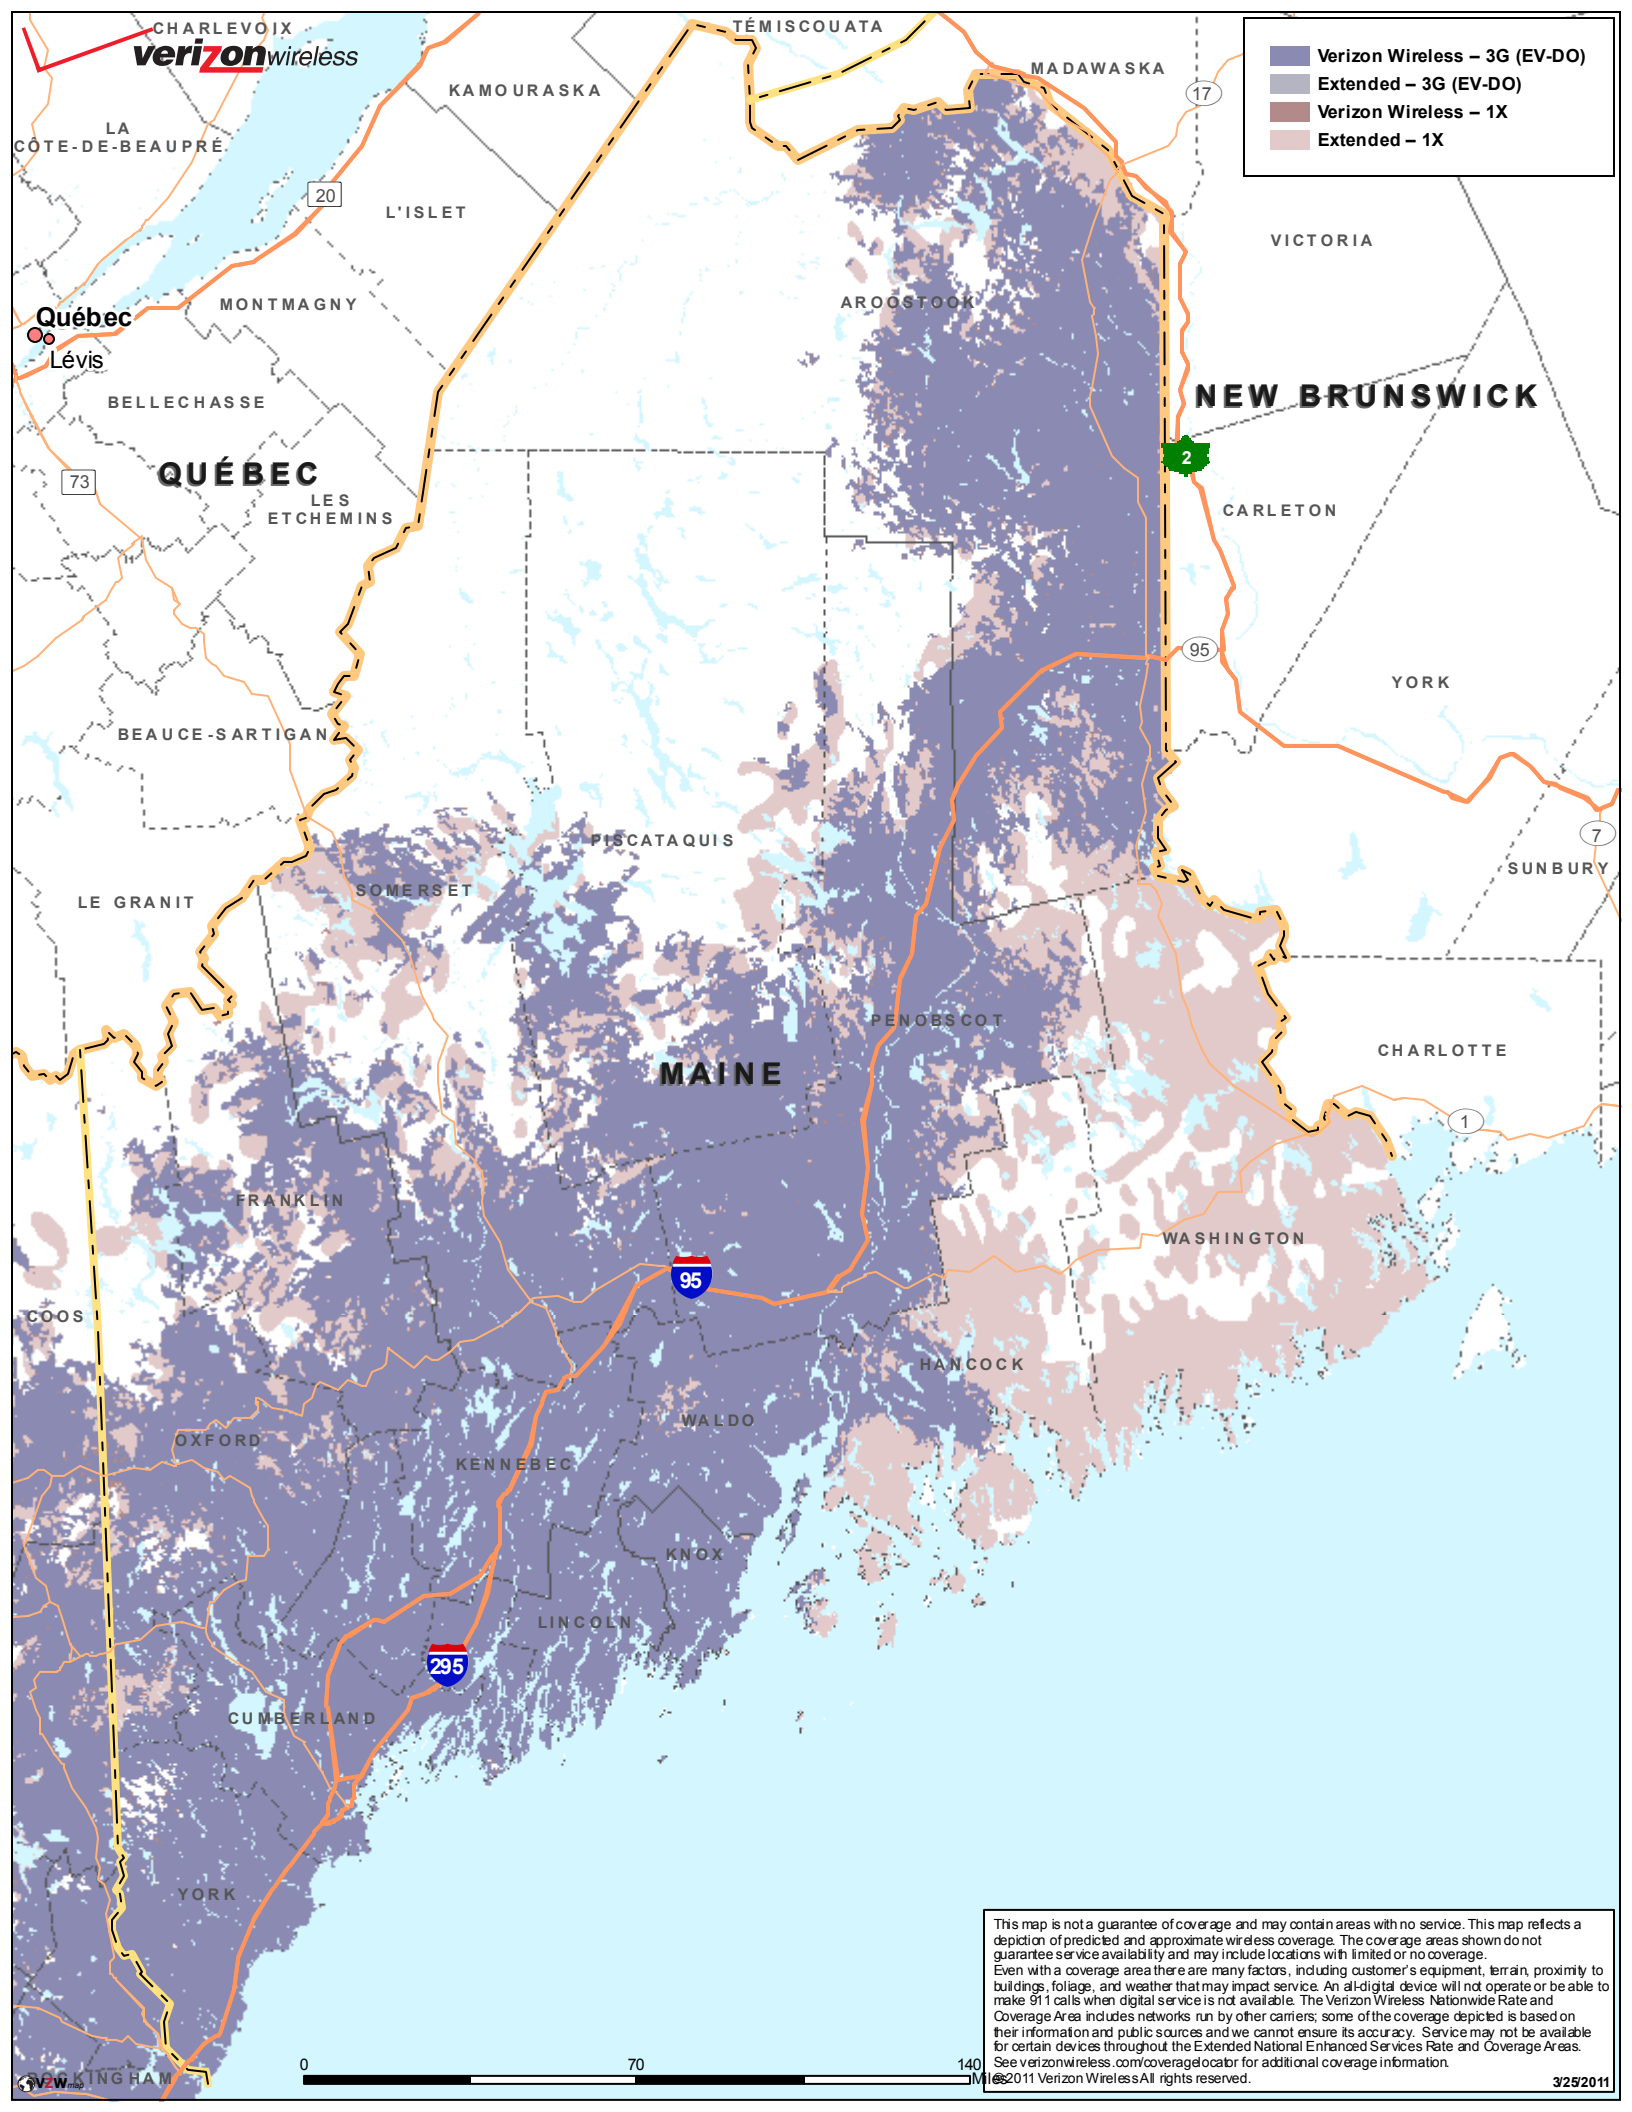 CHARLEVOIX
verizonwireless
TÉMISCOUATA
MADAWASKA
KAMOURASKA
17
Verizon Wireless – 3G (EV-DO)
Extended – 3G (EV-DO)
Verizon Wireless – 1X
Extended – 1X
LA
CÔTE-DE-BEAUPRÉ
20
L'ISLET
VICTORIA
MONTMAGNY
AROOSTOOK
Québec
Lévis
BELLECHASSE
NEW BRUNSWICK
2
QUÉBEC
73
LES
ETCHEMINS
CARLETON
95
YORK
BEAUCE-SARTIGAN
7
PISCATAQUIS
SUNBURY
SOMERSET
LE GRANIT
PENOBSCOT
CHARLOTTE
MAINE
1
FRANKLIN
WASHINGTON
95
COOS
HANCOCK
WALDO
OXFORD
KENNEBEC
KNOX
LINCOLN
295
CUMBERLAND
YORK
This map is not a guarantee of coverage and may contain areas with no service. This map reflects a
depiction of predicted and approximate wireless coverage. The coverage areas shown do not
guarantee service availability and may include locations with limited or no coverage.
Even with a coverage area there are many factors, including customer's equipment, terrain, proximity to
buildings, foliage, and weather that may impact service. An all-digital device will not operate or be able to
make 911 calls when digital service is not available. The Verizon Wireless Nationwide Rate and
Coverage Area includes networks run by other carriers; some of the coverage depicted is based on
their information and public sources and we cannot ensure its accuracy. Service may not be available
for certain devices throughout the Extended National Enhanced Services Rate and Coverage Areas.
See verizonwireless.com/coveragelocator for additional coverage information.
©2011 Verizon Wireless All rights reserved.
3/25/2011
0 70 140 Miles
VZWmap
OCKINGHAM